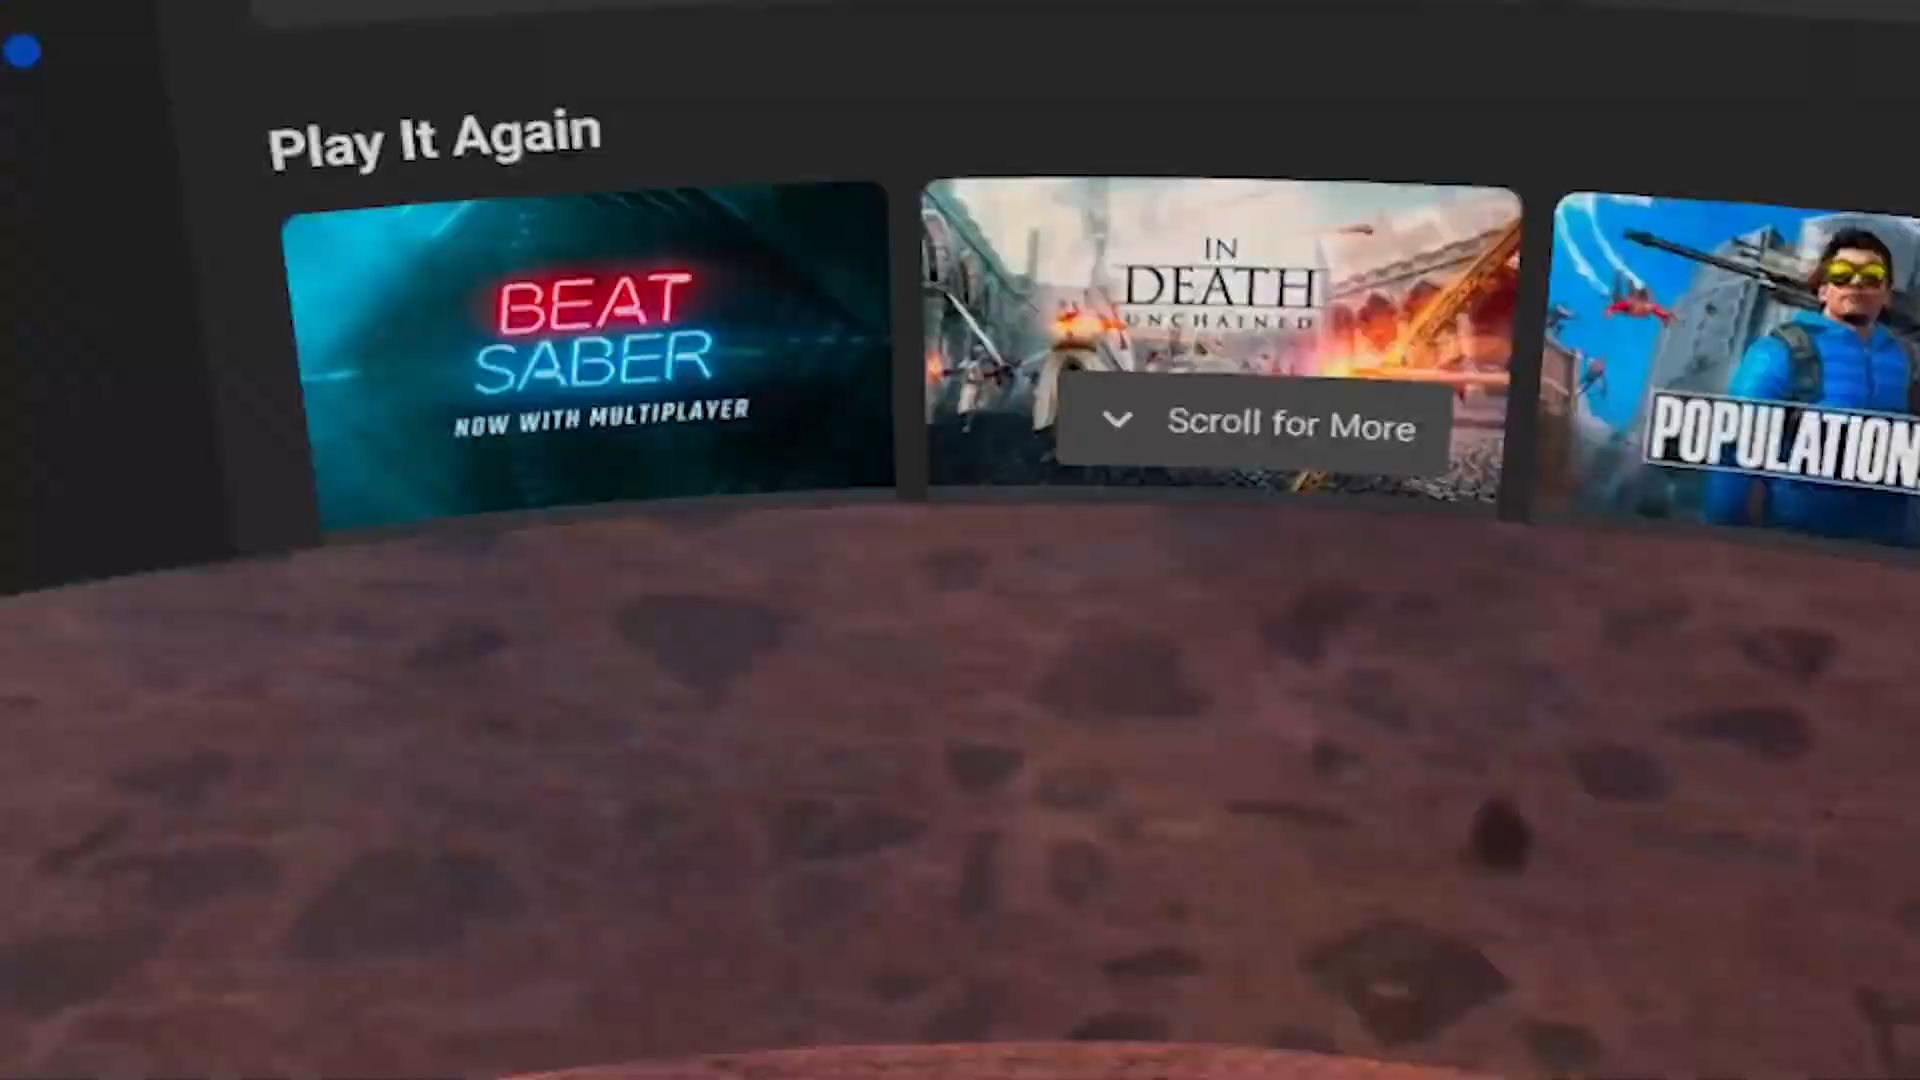 Play It Again
BEAT
SABER
NOW WITH MULTIPLAYER
IN
DEATH
UNCHAINED
Scroll for More
POPULATION